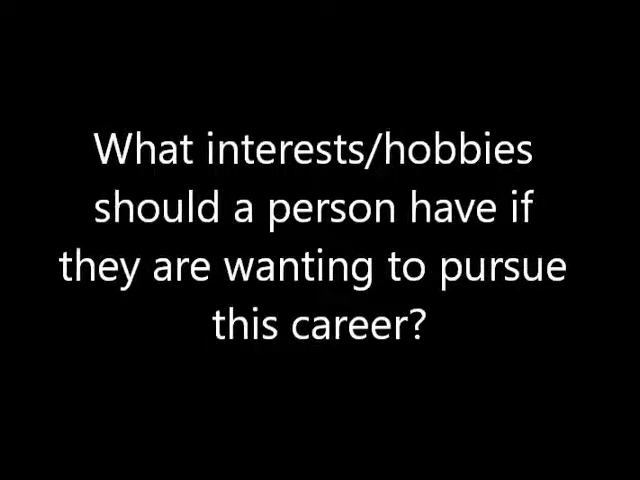 What interests/hobbies
should a person have if
they are wanting to pursue
this career?